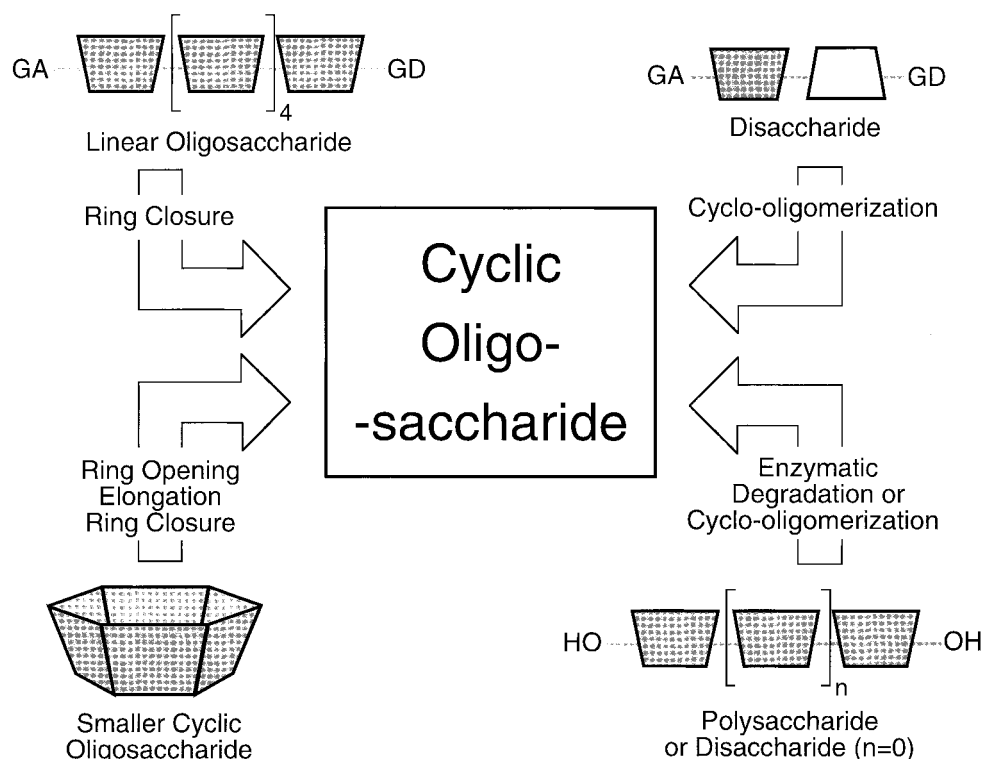 GA
GD
4
Linear Oligosaccharide
GA
GD
Disaccharide
Ring Closure
Cyclo-oligomerization
Cyclic
Oligo-
-saccharide
Ring Opening
Elongation
Ring Closure
Enzymatic
Degradation or
Cyclo-oligomerization
Smaller Cyclic
Oligosaccharide
HO
OH
n
Polysaccharide
or Disaccharide (n=0)